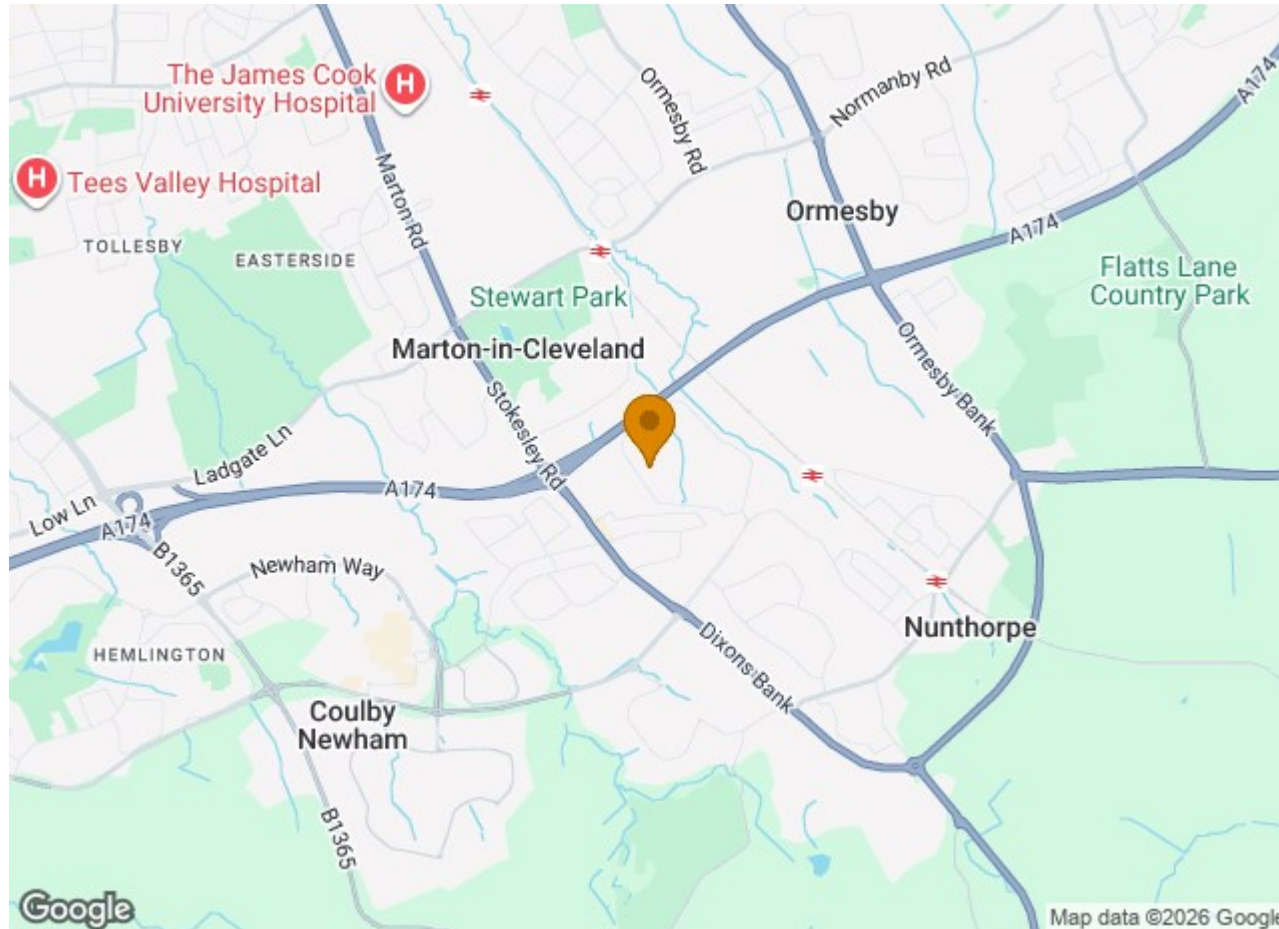 The James Cook
University Hospital
H
Ormesby Rd
Normanby Rd
A174
H
Tees Valley Hospital
Marton Rd
Ormesby
TOLLESBY
EASTERSIDE
A174
Flatts Lane
Country Park
Stewart Park
Marton-in-Cleveland
Ormesby Bank
Stokesley Rd
Ladgate Ln
A174
Low Ln
A174
B1365
Newham Way
Nunthorpe
HEMLINGTON
Dixons Bank
Coulby
Newham
B1365
Google
Map data ©2026 Google